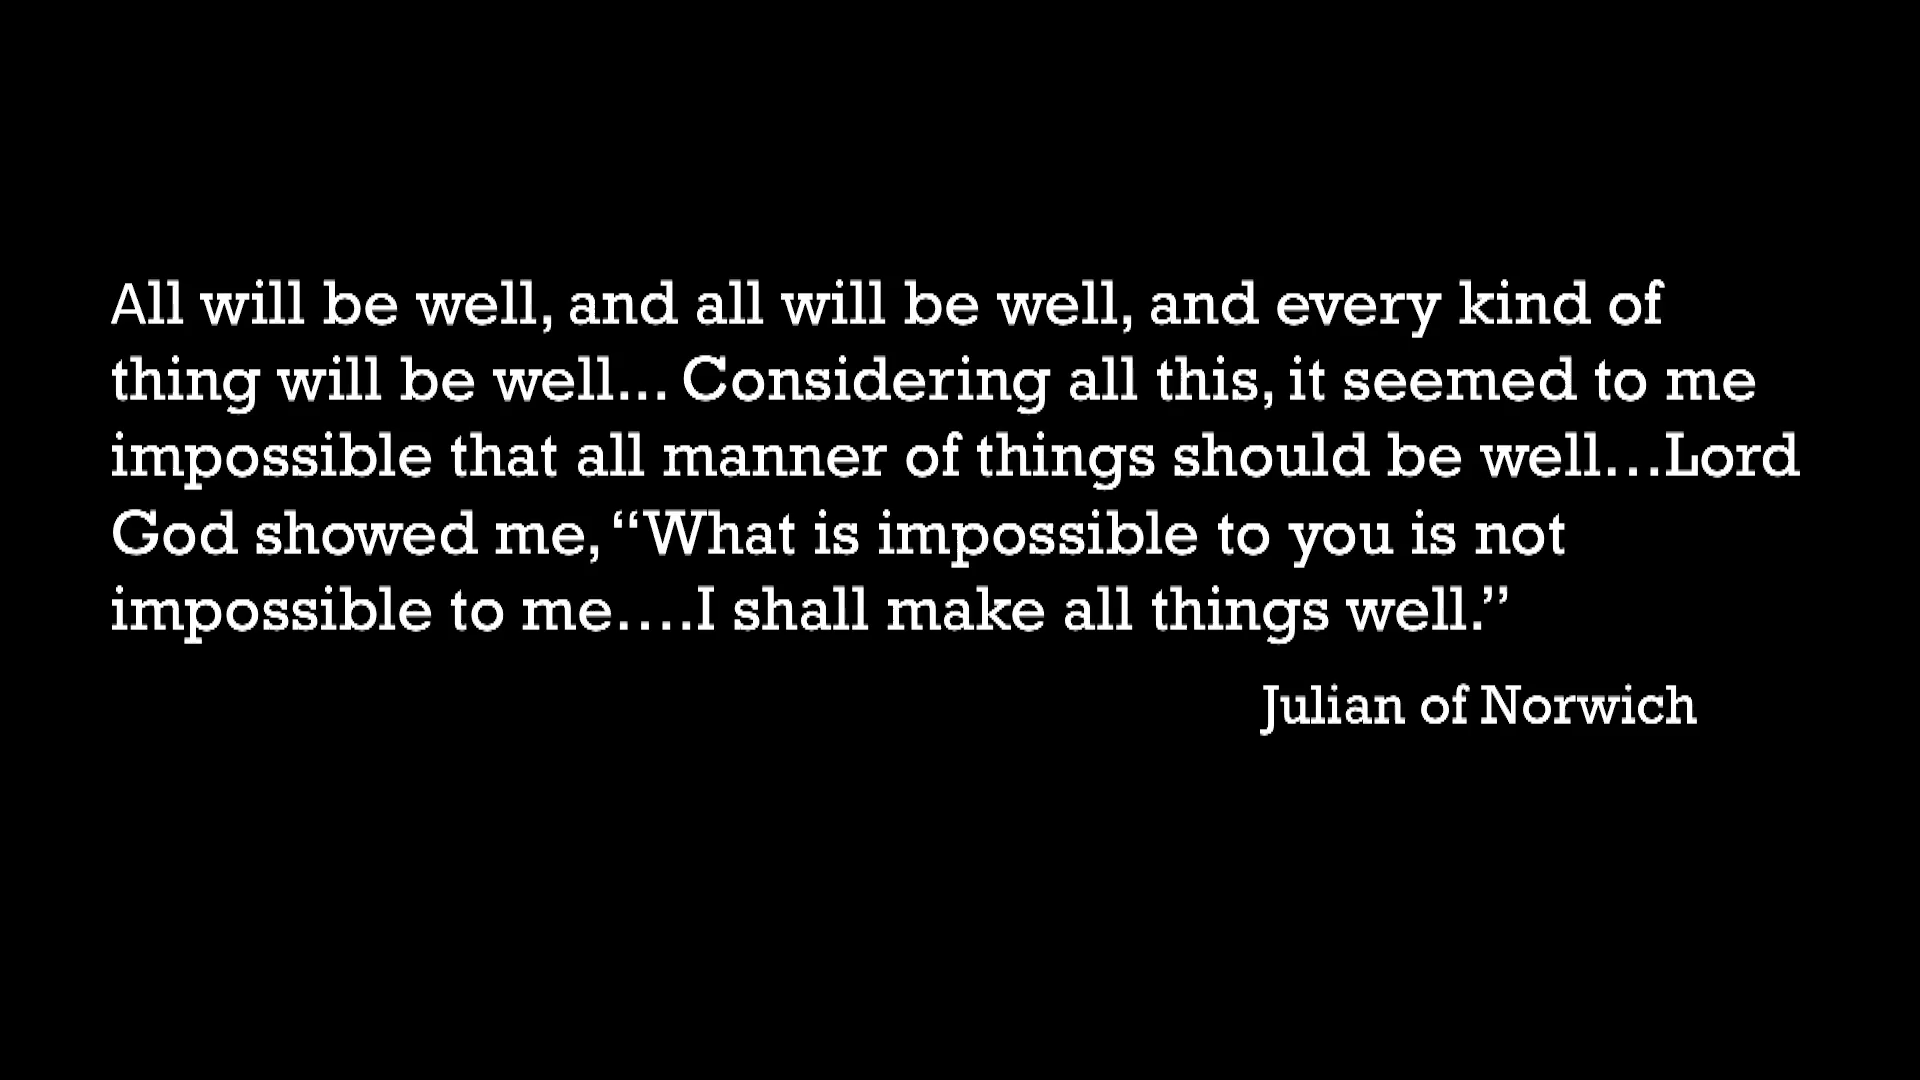 All will be well, and all will be well, and every kind of
thing will be well... Considering all this, it seemed to me
impossible that all manner of things should be well...Lord
God showed me, “What is impossible to you is not
impossible to me....I shall make all things well.”
Julian of Norwich